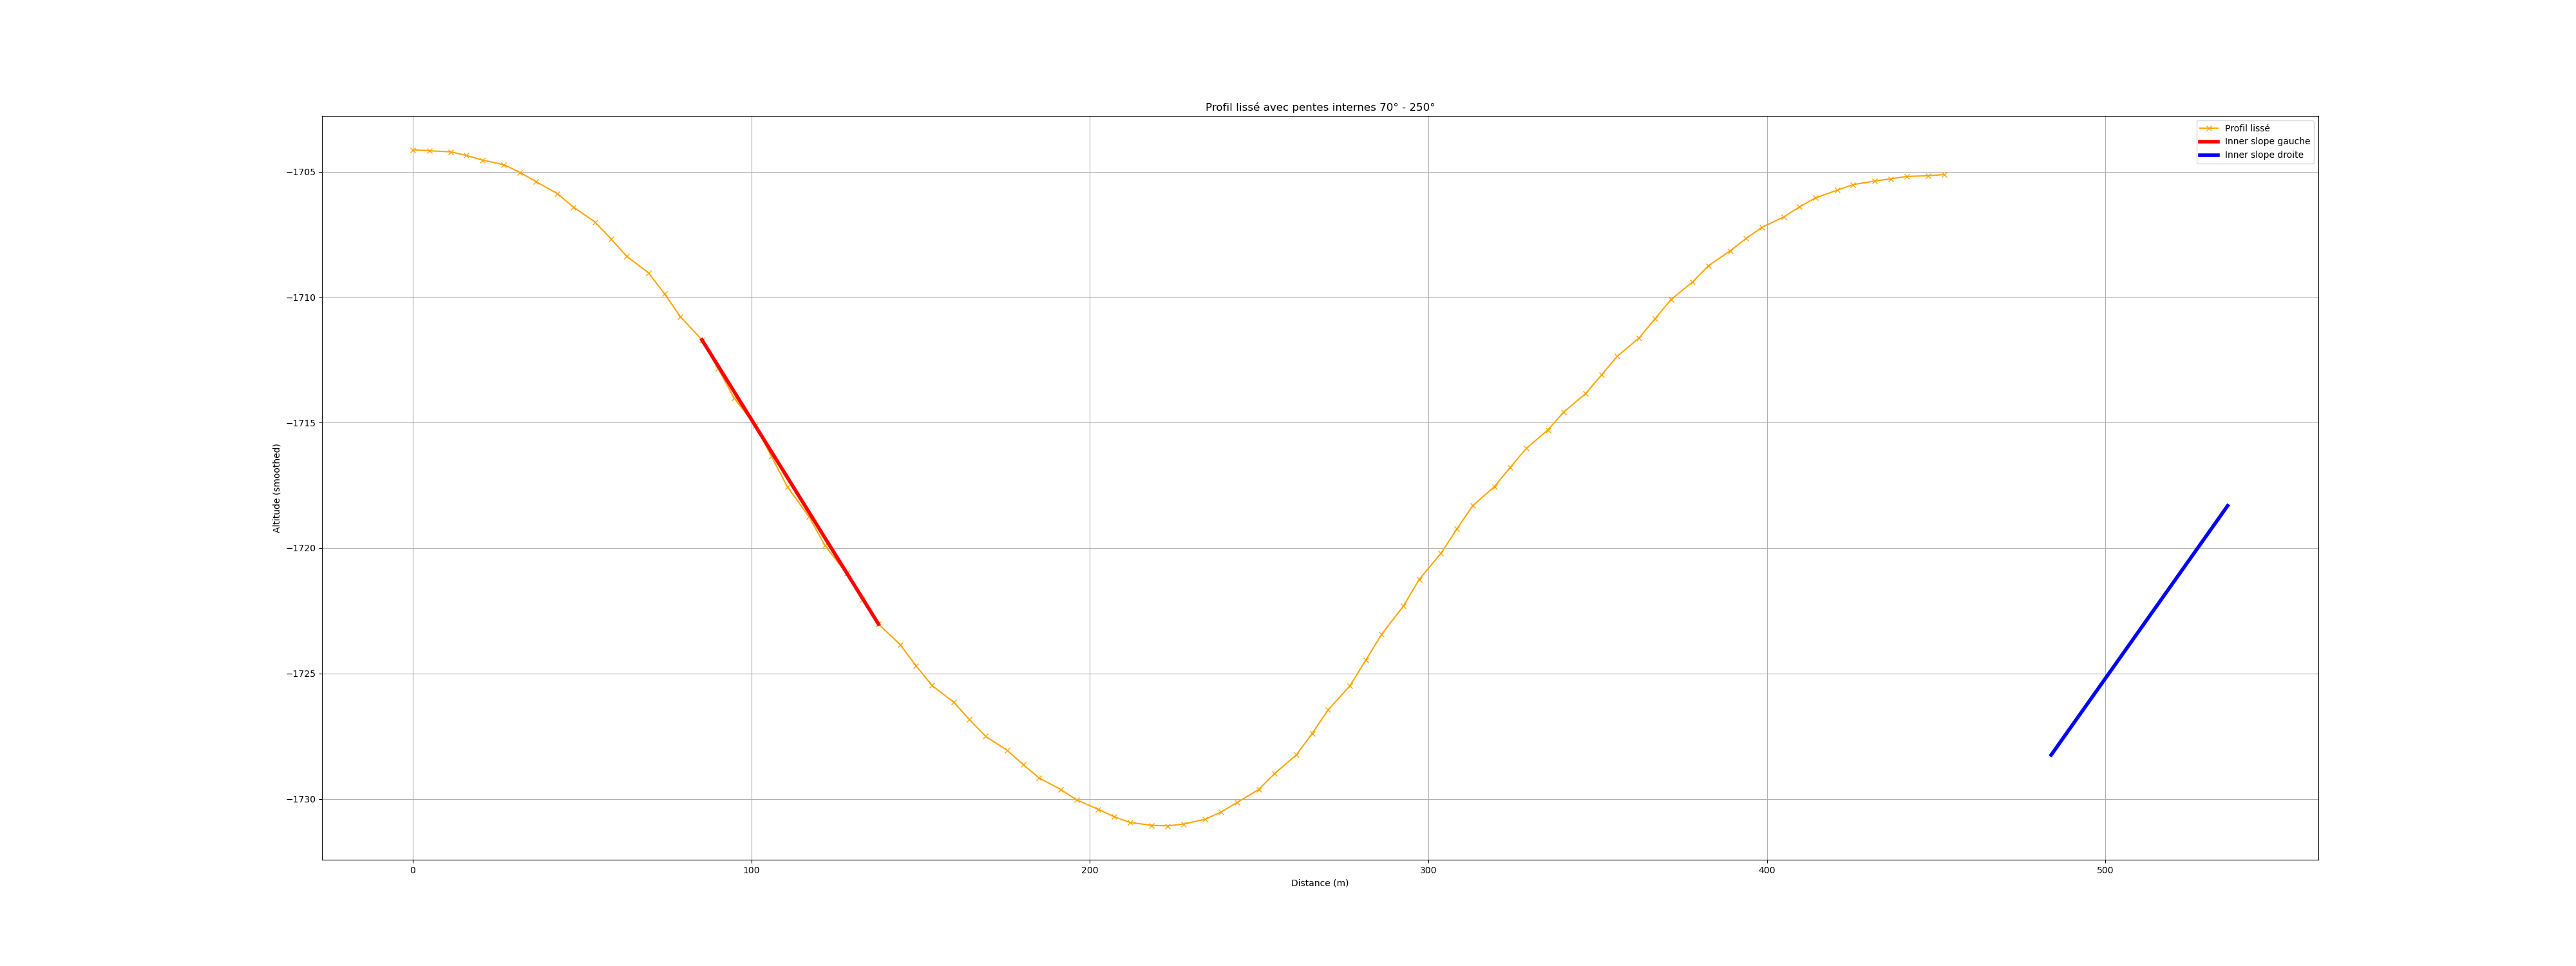 Profil lissé avec pentes internes 70° - 250°
Profil lissé
Inner slope gauche
Inner slope droite
Altitude (smoothed)
−1705
−1710
−1715
−1720
−1725
−1730
0 100 200 300 400 500
Distance (m)